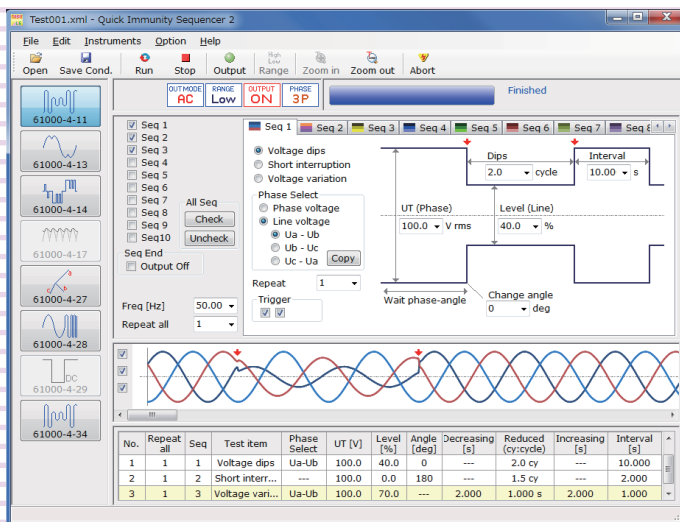 Test001.xml - Quick Immunity Sequencer 2
File Edit Instruments Option Help
Open Save Cond. Run Stop Output High Low Range Zoom in Zoom out Abort
OUTMODE AC RANGE Low OUTPUT ON PHASE 3P Finished
61000-4-11
61000-4-13
61000-4-14
61000-4-17
a
c b
61000-4-27
61000-4-28
DC
61000-4-29
61000-4-34
Seq 1
Seq 2
Seq 3
Seq 4
Seq 5
Seq 6
Seq 7
Seq 8
Seq 9
Seq10
All Seq
Check
Uncheck
Seq End
Output Off
Freq [Hz] 50.00
Repeat all 1
Seq 1 Seq 2 Seq 3 Seq 4 Seq 5 Seq 6 Seq 7 Seq 8
Voltage dips
Short interruption
Voltage variation
Phase Select
Phase voltage
Line voltage
Ua - Ub
Ub - Uc
Uc - Ua
Copy
Repeat 1
Trigger
Dips
2.0 cycle
Interval
10.00 s
UT (Phase)
100.0 V rms
Level (Line)
40.0 %
Wait phase-angle
Change angle
0 deg
No. Repeat all Seq Test item Phase Select UT [V] Level [%] Angle [deg] Decreasing [s] Reduced (cy:cycle) Increasing [s] Interval [s]
1 1 1 Voltage dips Ua-Ub 100.0 40.0 0 --- 2.0 cy --- 10.000
2 1 2 Short interr... --- 100.0 0.0 180 --- 1.5 cy --- 2.000
3 1 3 Voltage vari... Ua-Ub 100.0 70.0 --- 2.000 1.000 s 2.000 1.000